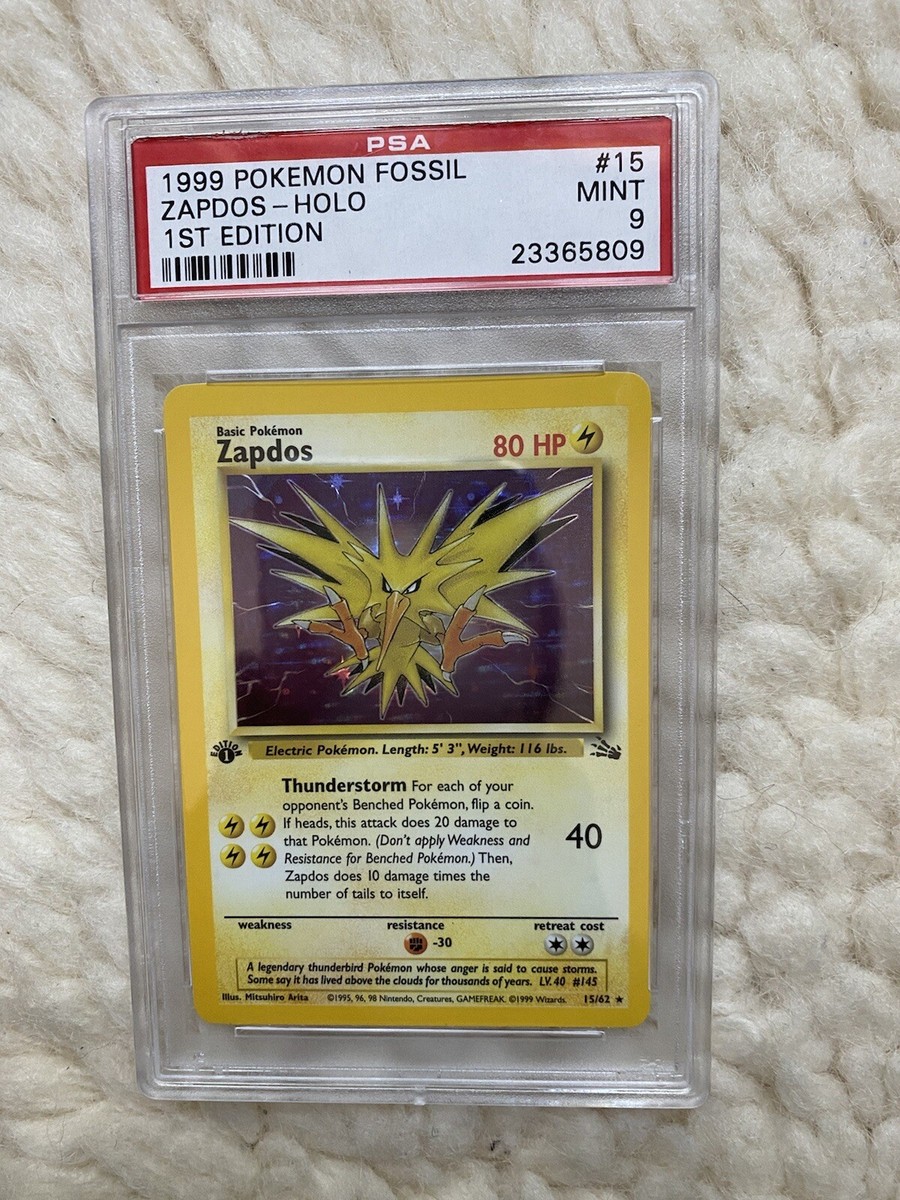 PSA
1999 POKEMON FOSSIL #15
ZAPDOS - HOLO MINT
1ST EDITION 9
23365809
Basic Pokémon
Zapdos 80 HP
EDITION
1
Electric Pokémon. Length: 5' 3", Weight: 116 lbs.
Thunderstorm For each of your
opponent's Benched Pokémon, flip a coin.
If heads, this attack does 20 damage to
that Pokémon. (Don't apply Weakness and
Resistance for Benched Pokémon.) Then,
Zapdos does 10 damage times the
number of tails to itself.
40
weakness resistance retreat cost
-30
A legendary thunderbird Pokémon whose anger is said to cause storms.
Some say it has lived above the clouds for thousands of years. LV. 40 #145
Illus. Mitsuhiro Arita ©1995, 96, 98 Nintendo, Creatures, GAMEFREAK. ©1999 Wizards. 15/62 ★